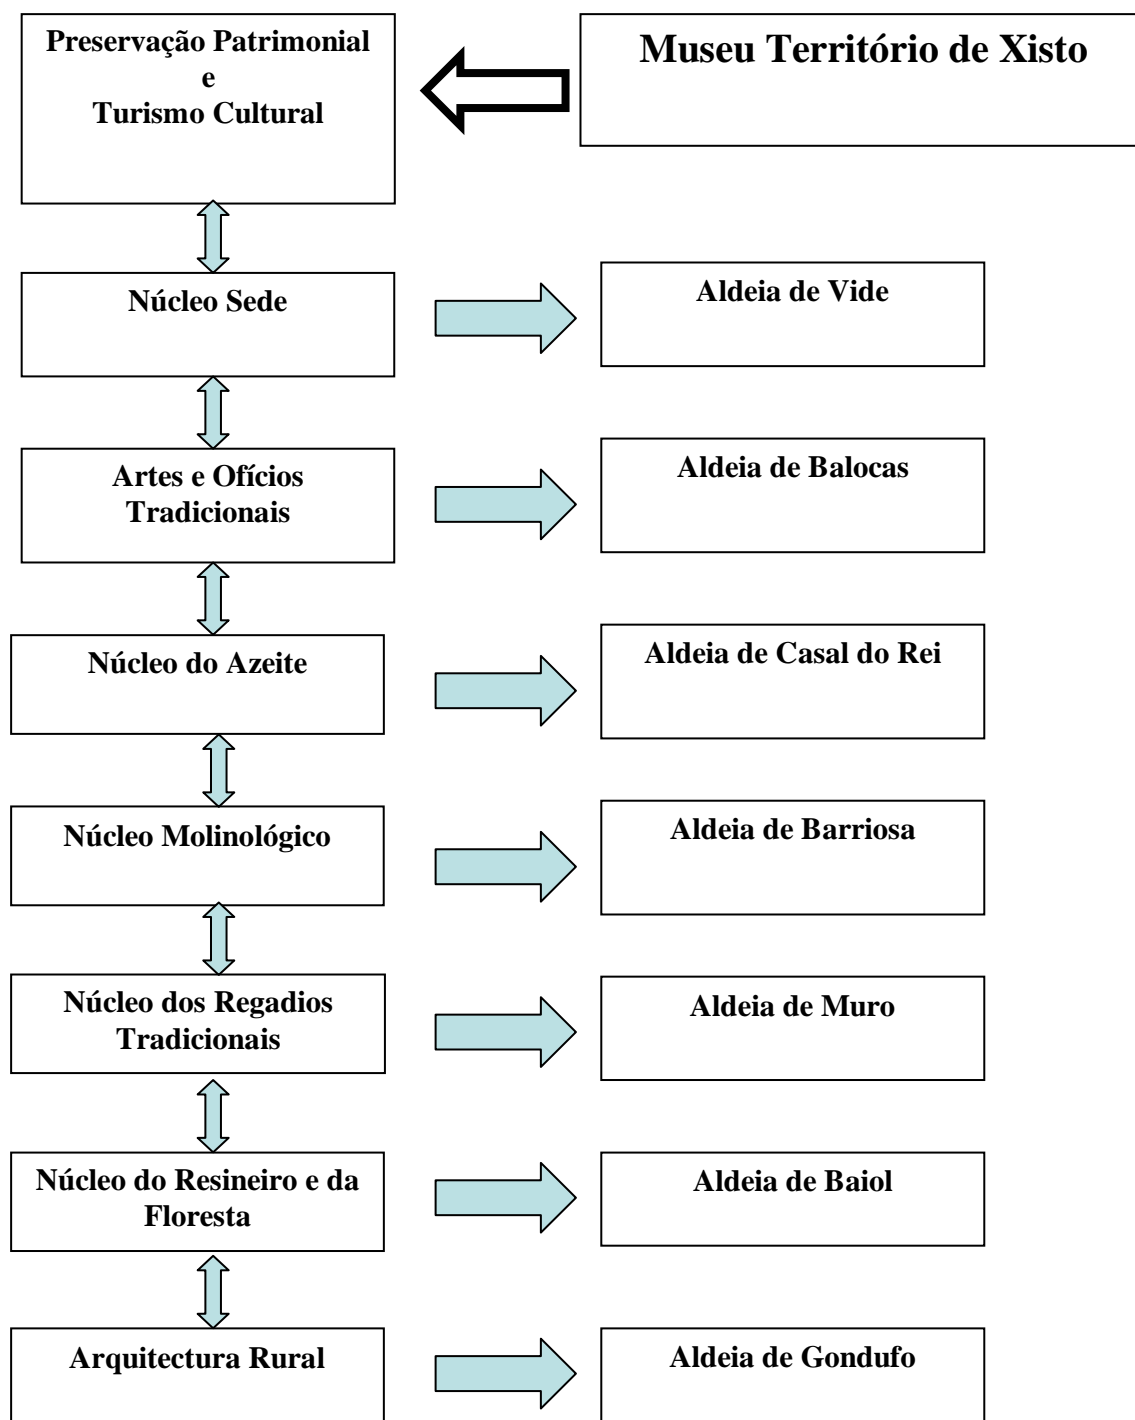 Preservação Patrimonial
e
Turismo Cultural
Museu Território de Xisto
Núcleo Sede
Aldeia de Vide
Artes e Ofícios
Tradicionais
Aldeia de Balocas
Núcleo do Azeite
Aldeia de Casal do Rei
Núcleo Molinológico
Aldeia de Barriosa
Núcleo dos Regadios
Tradicionais
Aldeia de Muro
Núcleo do Resineiro e da
Floresta
Aldeia de Baiol
Arquitectura Rural
Aldeia de Gondufo